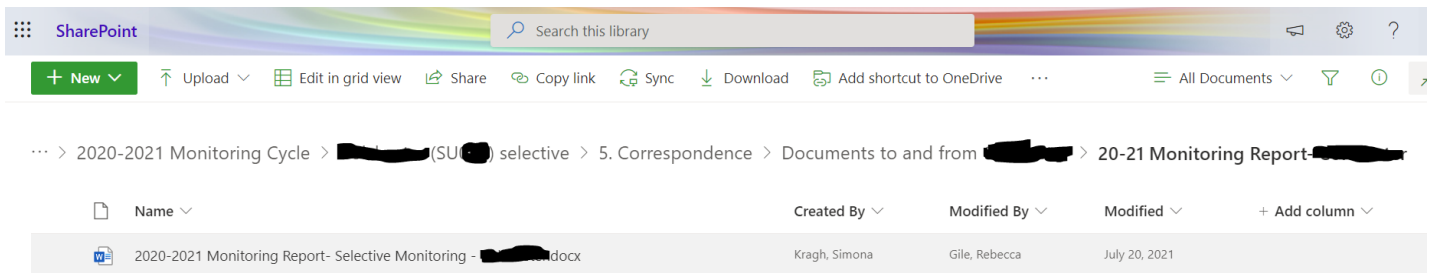 SharePoint Search this library ?
+ New Upload Edit in grid view Share Copy link Sync Download Add shortcut to OneDrive ... All Documents
... > 2020-2021 Monitoring Cycle > (SU ) selective > 5. Correspondence > Documents to and from > 20-21 Monitoring Report-
Name Created By Modified By Modified + Add column
2020-2021 Monitoring Report- Selective Monitoring - .docx Kragh, Simona Gile, Rebecca July 20, 2021